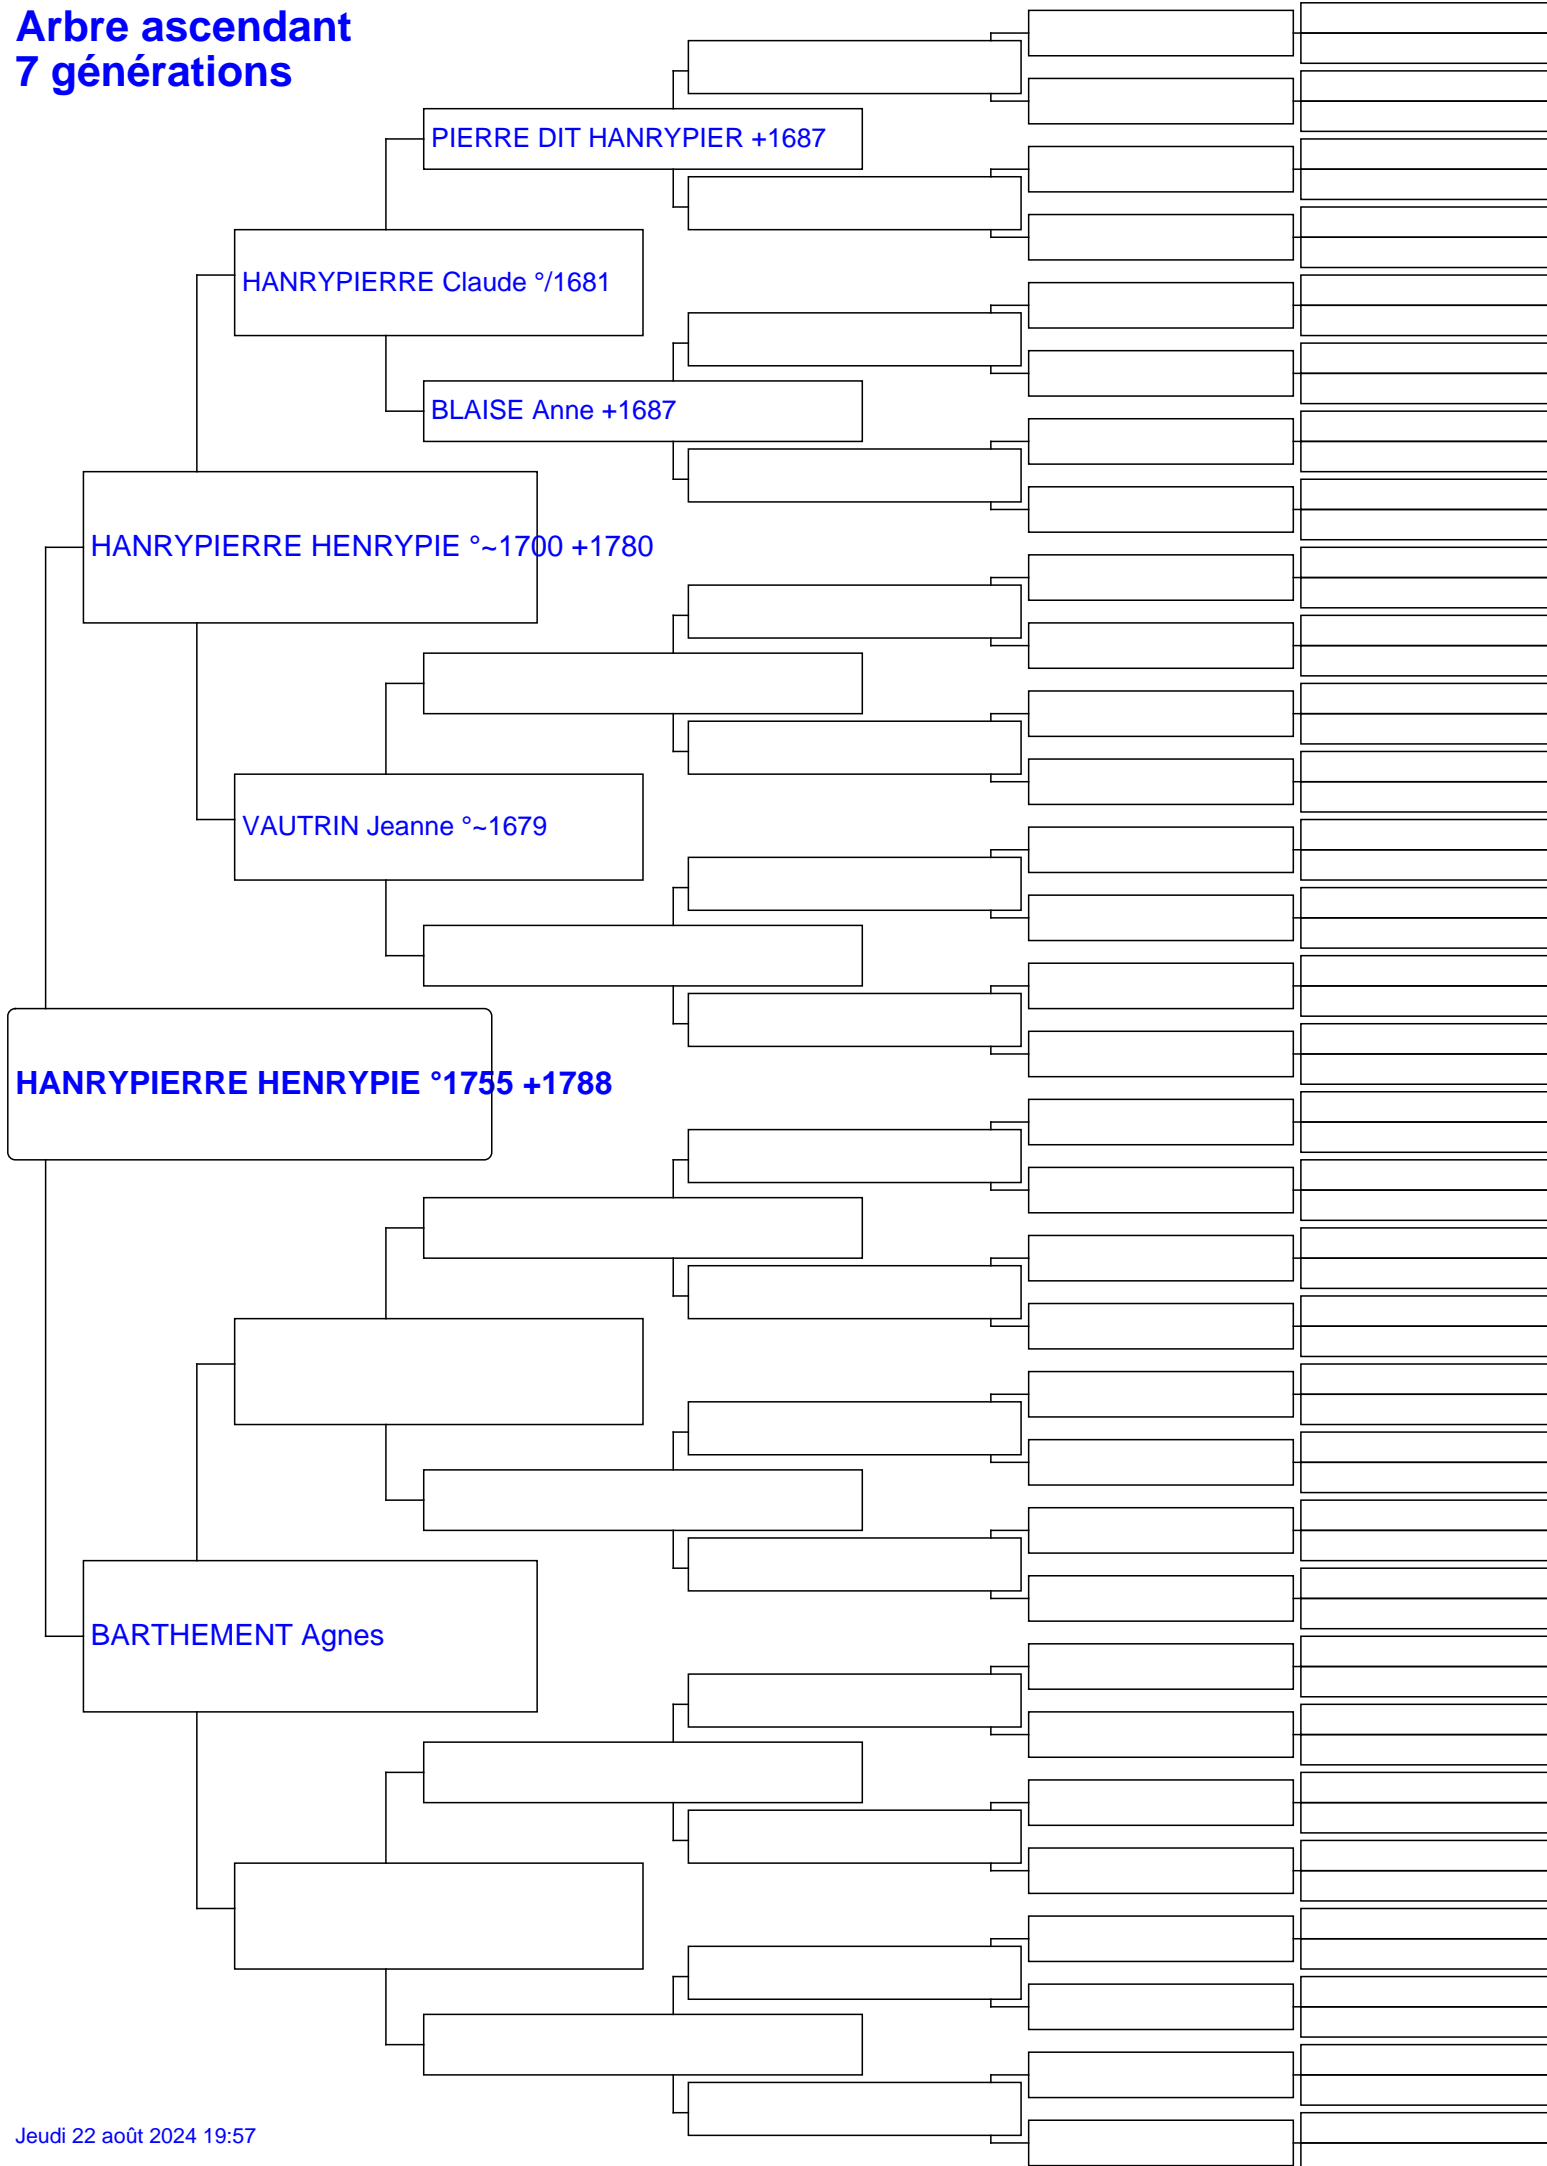 Arbre ascendant
7 générations
PIERRE DIT HANRYPIER +1687
HANRYPIERRE Claude °/1681
BLAISE Anne +1687
HANRYPIERRE HENRYPIE °~1700 +1780
VAUTRIN Jeanne °~1679
HANRYPIERRE HENRYPIE °1755 +1788
BARTHEMENT Agnes
Jeudi 22 août 2024 19:57